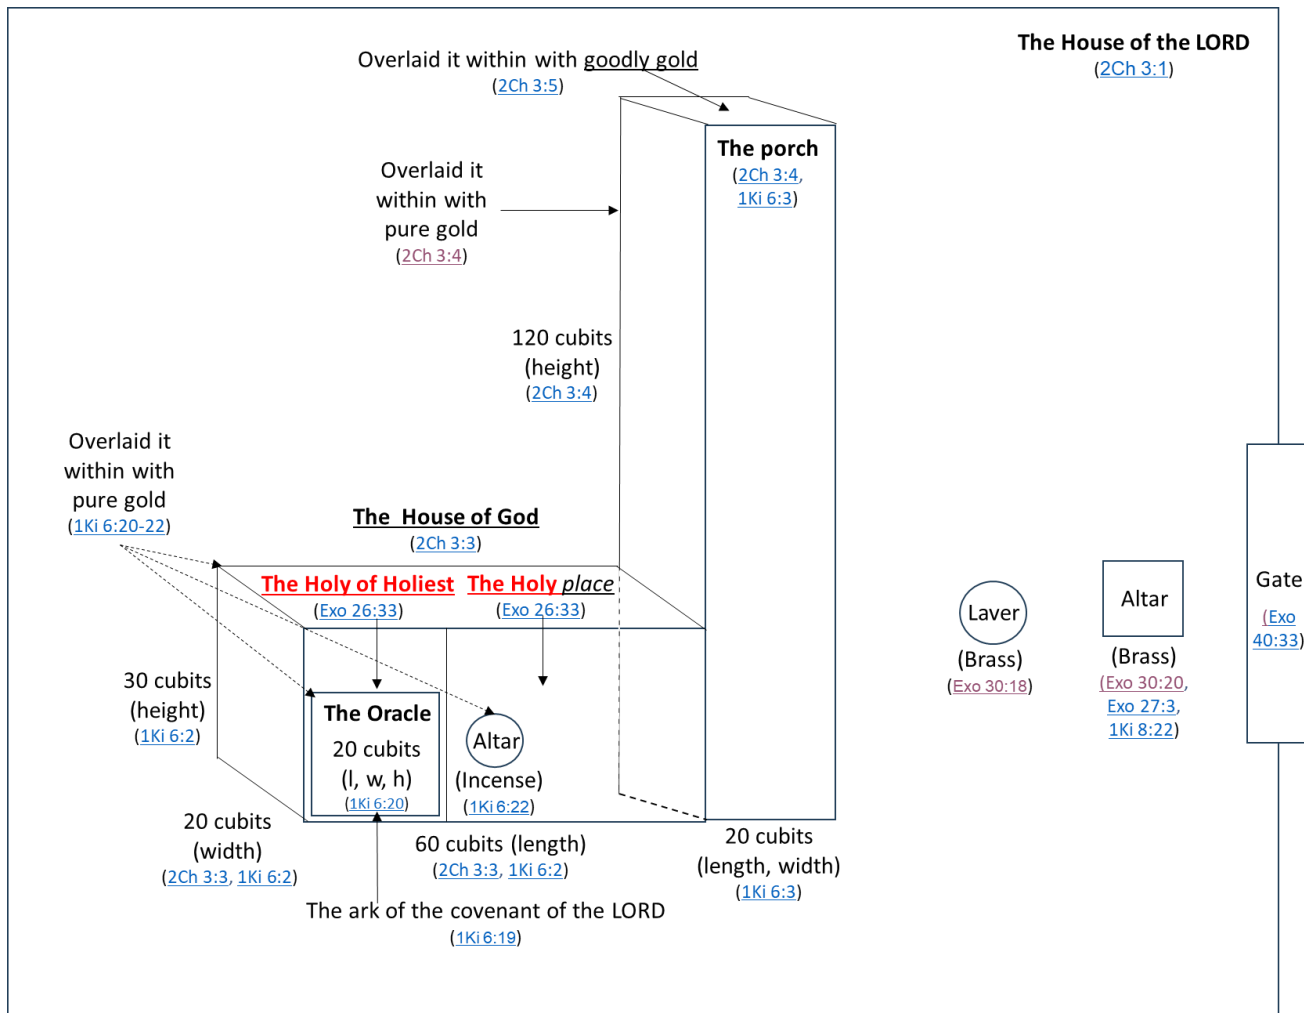 The House of the LORD
(2Ch 3:1)
Overlaid it within with goodly gold
(2Ch 3:5)
The porch
(2Ch 3:4,
1Ki 6:3)
Overlaid it
within with
pure gold
(2Ch 3:4)
120 cubits
(height)
(2Ch 3:4)
Overlaid it
within with
pure gold
(1Ki 6:20-22)
The House of God
(2Ch 3:3)
The Holy of Holiest
(Exo 26:33)
The Holy place
(Exo 26:33)
30 cubits
(height)
(1Ki 6:2)
The Oracle
20 cubits
(l, w, h)
(1Ki 6:20)
Altar
(Incense)
(1Ki 6:22)
20 cubits
(width)
(2Ch 3:3, 1Ki 6:2)
60 cubits (length)
(2Ch 3:3, 1Ki 6:2)
20 cubits
(length, width)
(1Ki 6:3)
The ark of the covenant of the LORD
(1Ki 6:19)
Laver
(Brass)
(Exo 30:18)
Altar
(Brass)
(Exo 30:20,
Exo 27:3,
1Ki 8:22)
Gate
(Exo
40:33)